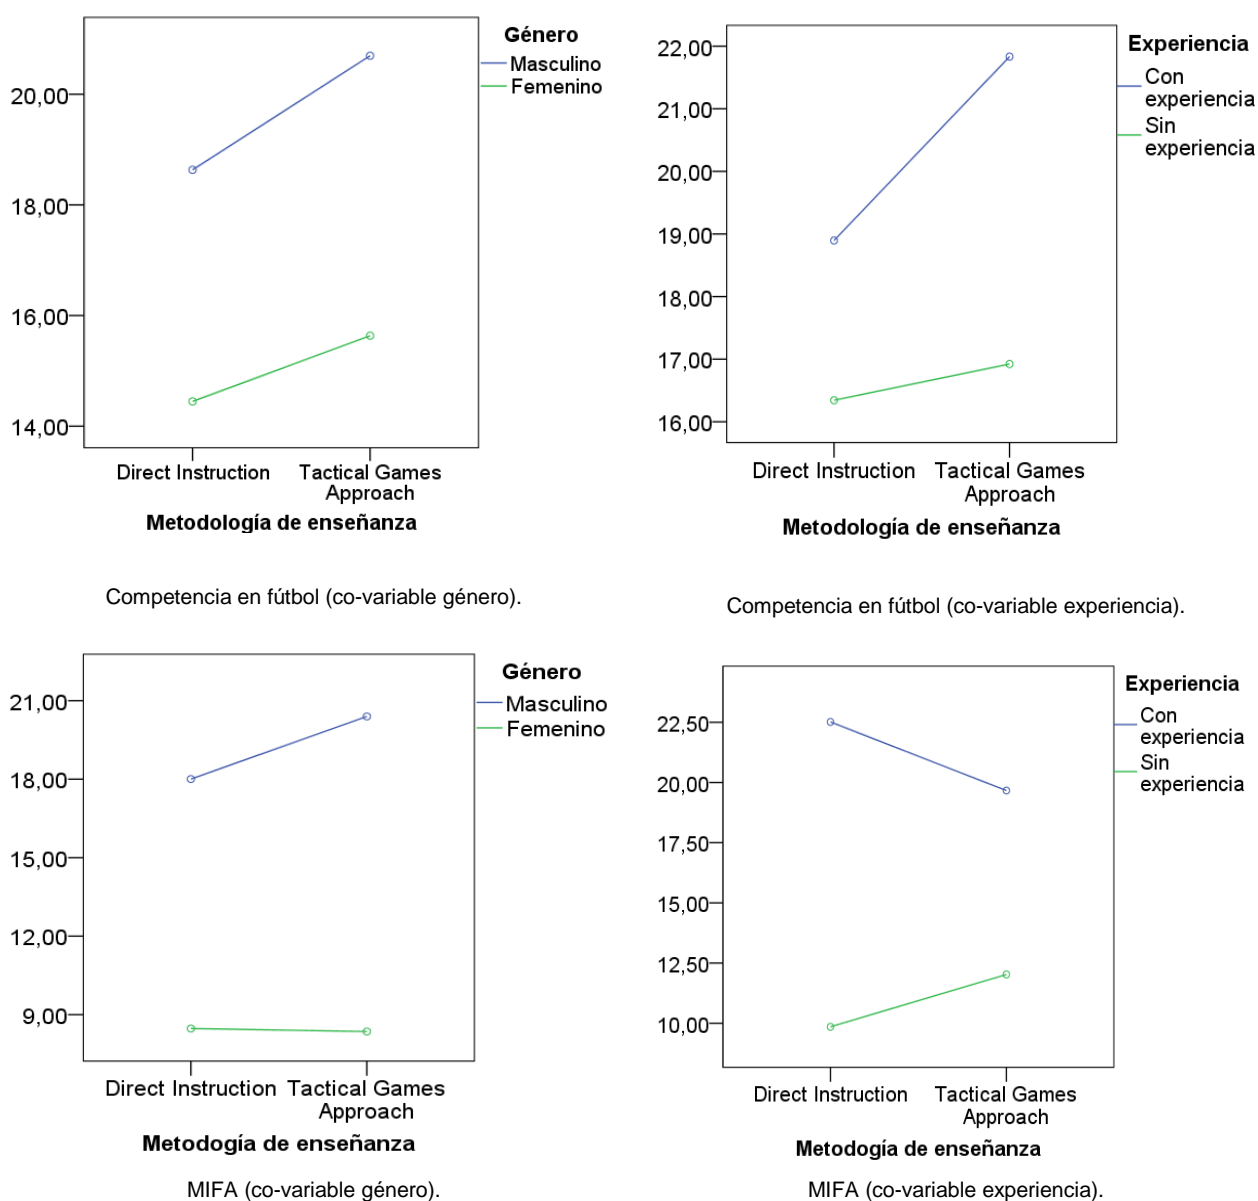 Género
Masculino
Femenino
20,00
18,00
16,00
14,00
Direct Instruction
Tactical Games
Approach
Metodología de enseñanza
Competencia en fútbol (co-variable género).
Experiencia
Con
experiencia
Sin
experiencia
22,00
21,00
20,00
19,00
18,00
17,00
16,00
Direct Instruction
Tactical Games
Approach
Metodología de enseñanza
Competencia en fútbol (co-variable experiencia).
Género
Masculino
Femenino
21,00
18,00
15,00
12,00
9,00
Direct Instruction
Tactical Games
Approach
Metodogía de enseñanza
MIFA (co-variable género).
Experiencia
Con
experiencia
Sin
experiencia
22,50
20,00
17,50
15,00
12,50
10,00
Direct Instruction
Tactical Games
Approach
Metodogía de enseñanza
MIFA (co-variable experiencia).